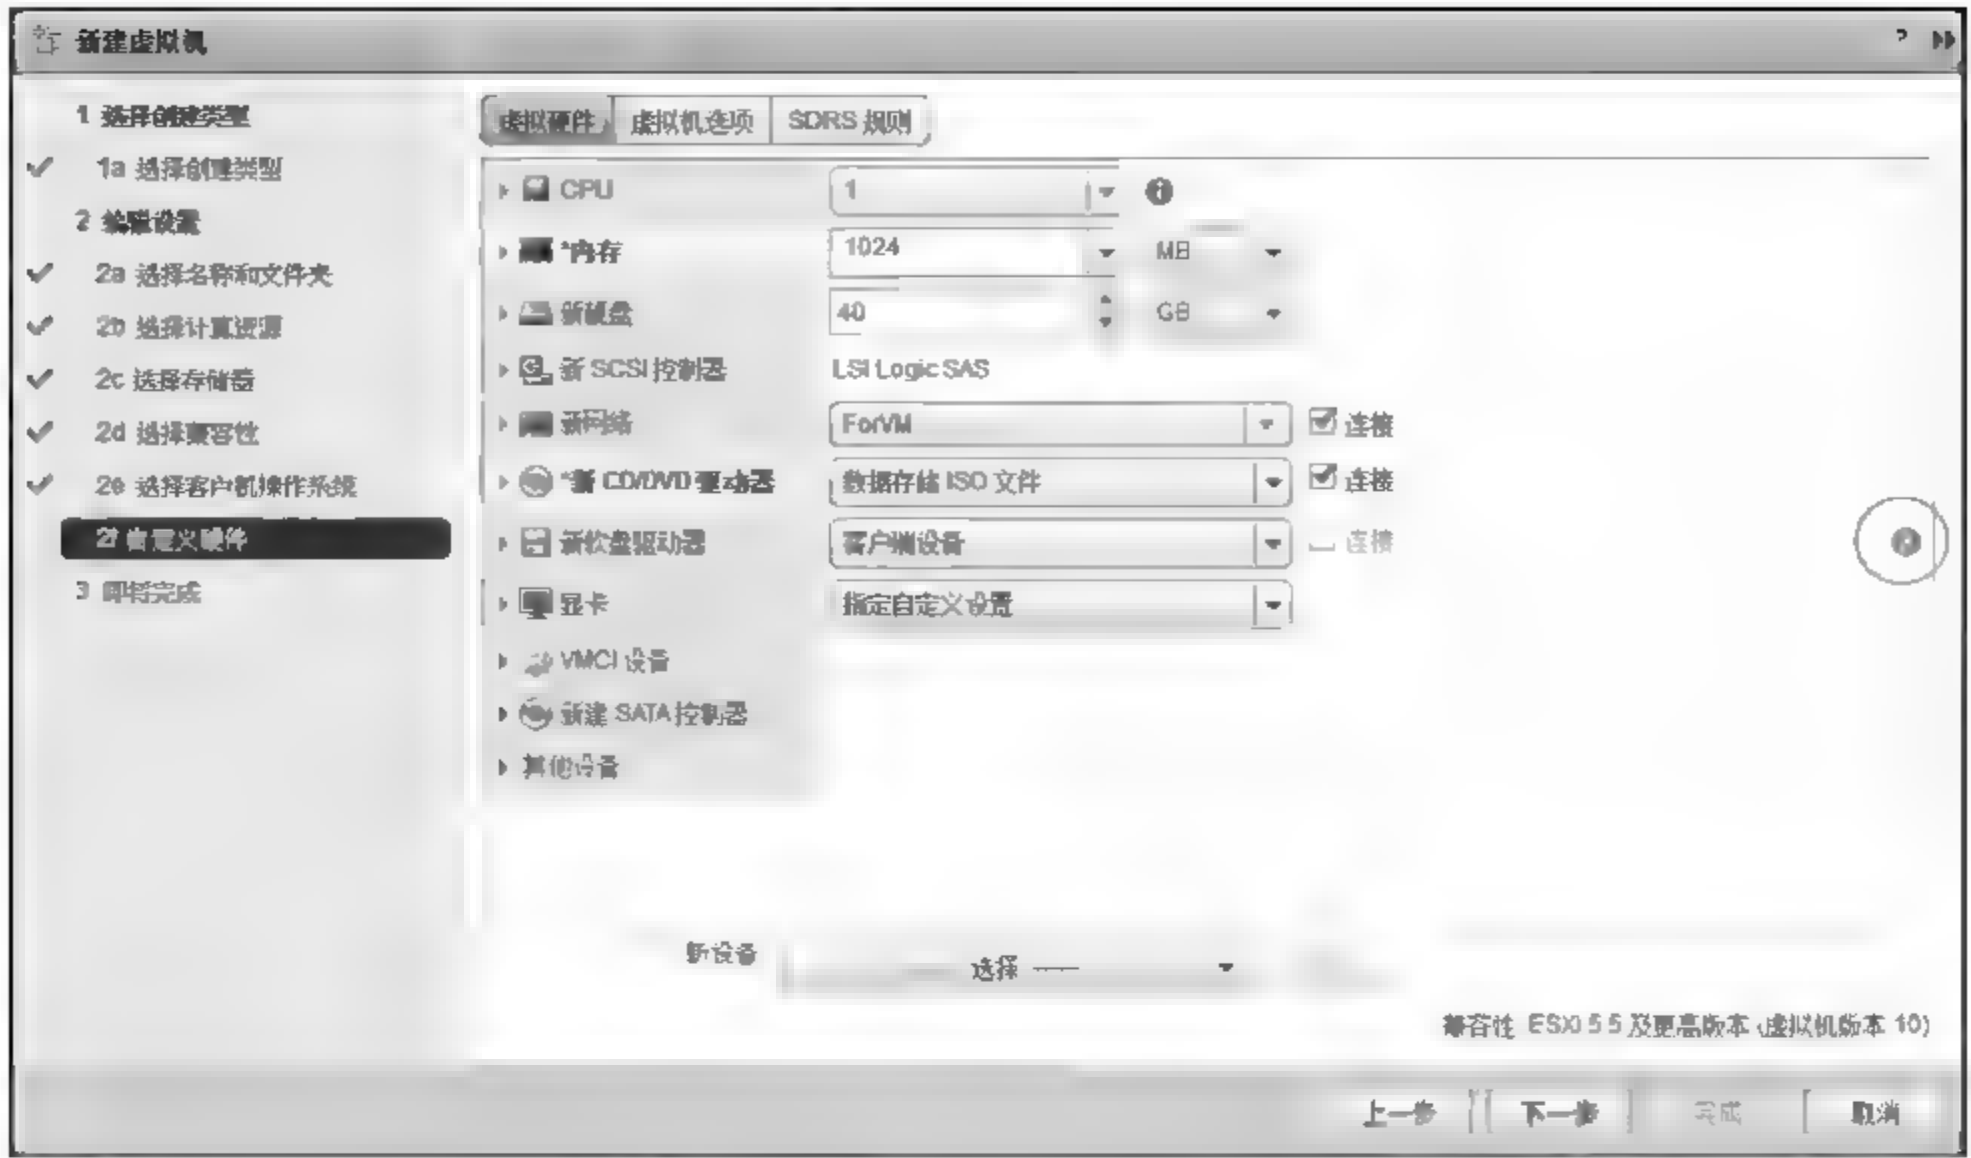 新建虚拟机
?
1 选择创建类型
1a 选择创建类型
2 编辑设置
2a 选择名称和文件夹
2b 选择计算资源
2c 选择存储器
2d 选择兼容性
2e 选择客户机操作系统
2f 自定义硬件
3 即将完成
虚拟硬件 虚拟机选项 SDRS 规则
CPU 1
*内存 1024 MB
新硬盘 40 GB
新 SCSI 控制器 LSI Logic SAS
新网络 ForVM 连接
*新 CD/DVD 驱动器 数据存储 ISO 文件 连接
新软盘驱动器 客户端设备 连接
显卡 指定自定义设置
VMCI 设备
新建 SATA 控制器
其他设备
新设备 —— 选择 ——
兼容性 ESXi 5.5 及更高版本 (虚拟机版本 10)
上一步 下一步 完成 取消